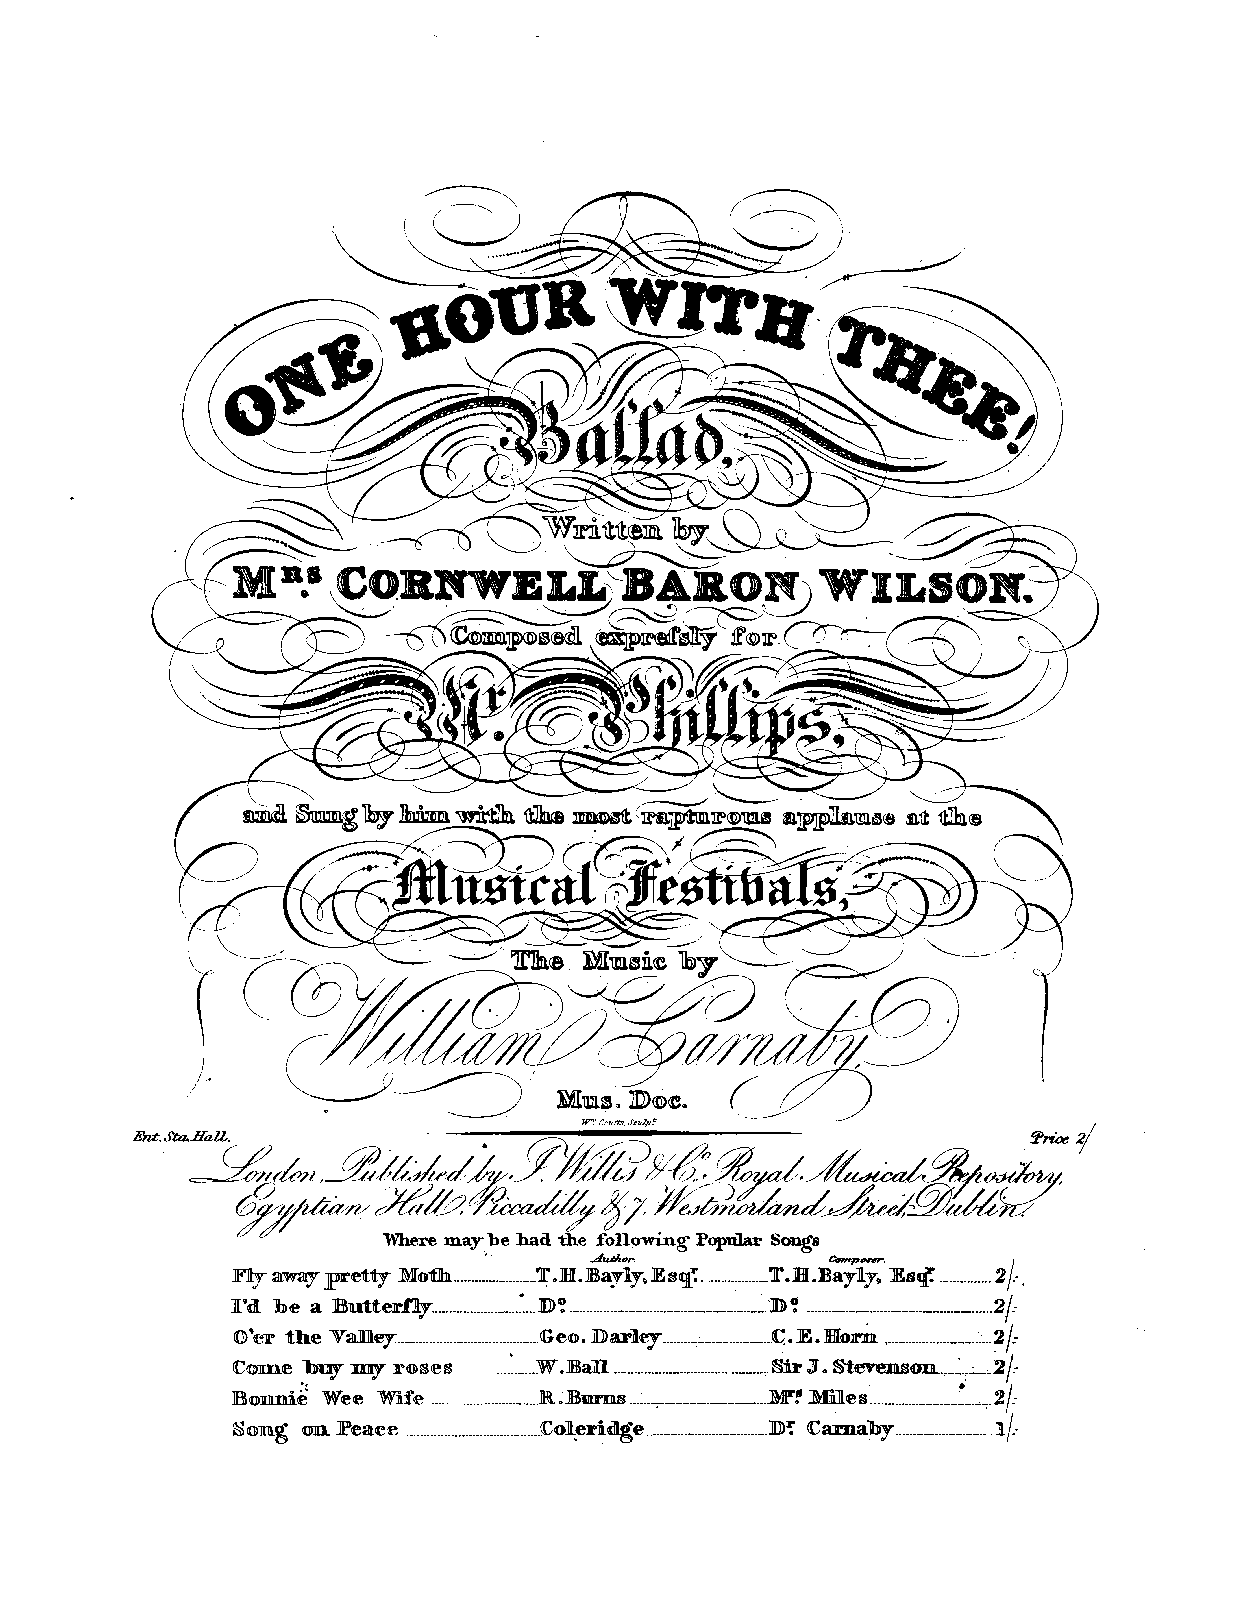 ONE HOUR WITH THEE!
Ballad,
Written by
Mrs. CORNWELL BARON WILSON.
Composed expreſsly for
Mr. Phillips,
and Sung by him with the most rapturous applause at the
Musical Festivals,
The Music by
William Carnaby,
Mus. Doc.
Ent. Sta. Hall. Price 2/
London, Published by J. Willis & Co. Royal Musical Repository,
Egyptian Hall, Piccadilly & 7, Westmorland Street, Dublin.
Where may be had the following Popular Songs
Author Composer
Fly away pretty Moth T. H. Bayly, Esqr. T. H. Bayly, Esqr. 2/-
I'd be a Butterfly Do. Do. 2/-
O'er the Valley Geo. Darley C. E. Horn 2/-
Come buy my roses W. Ball Sir J. Stevenson 2/-
Bonnie Wee Wife R. Burns Mrs. Miles 2/-
Song on Peace Coleridge Dr. Carnaby 1/-